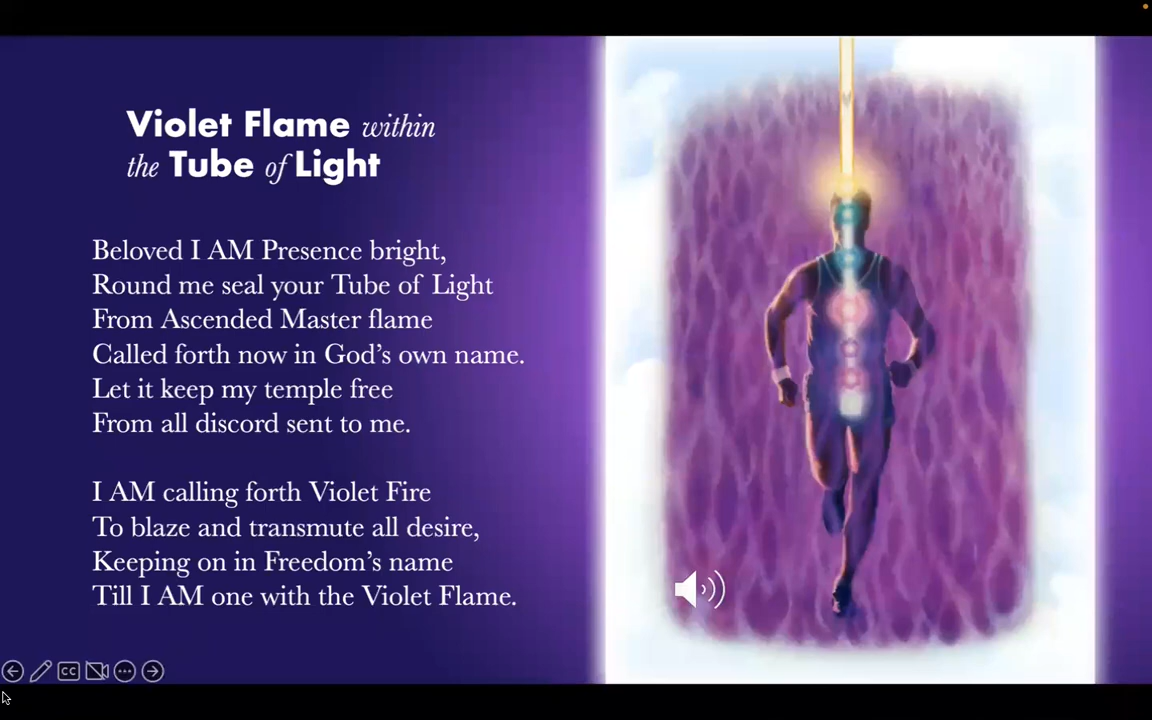 Violet Flame within
the Tube of Light
Beloved I AM Presence bright,
Round me seal your Tube of Light
From Ascended Master flame
Called forth now in God’s own name.
Let it keep my temple free
From all discord sent to me.
I AM calling forth Violet Fire
To blaze and transmute all desire,
Keeping on in Freedom’s name
Till I AM one with the Violet Flame.
CC